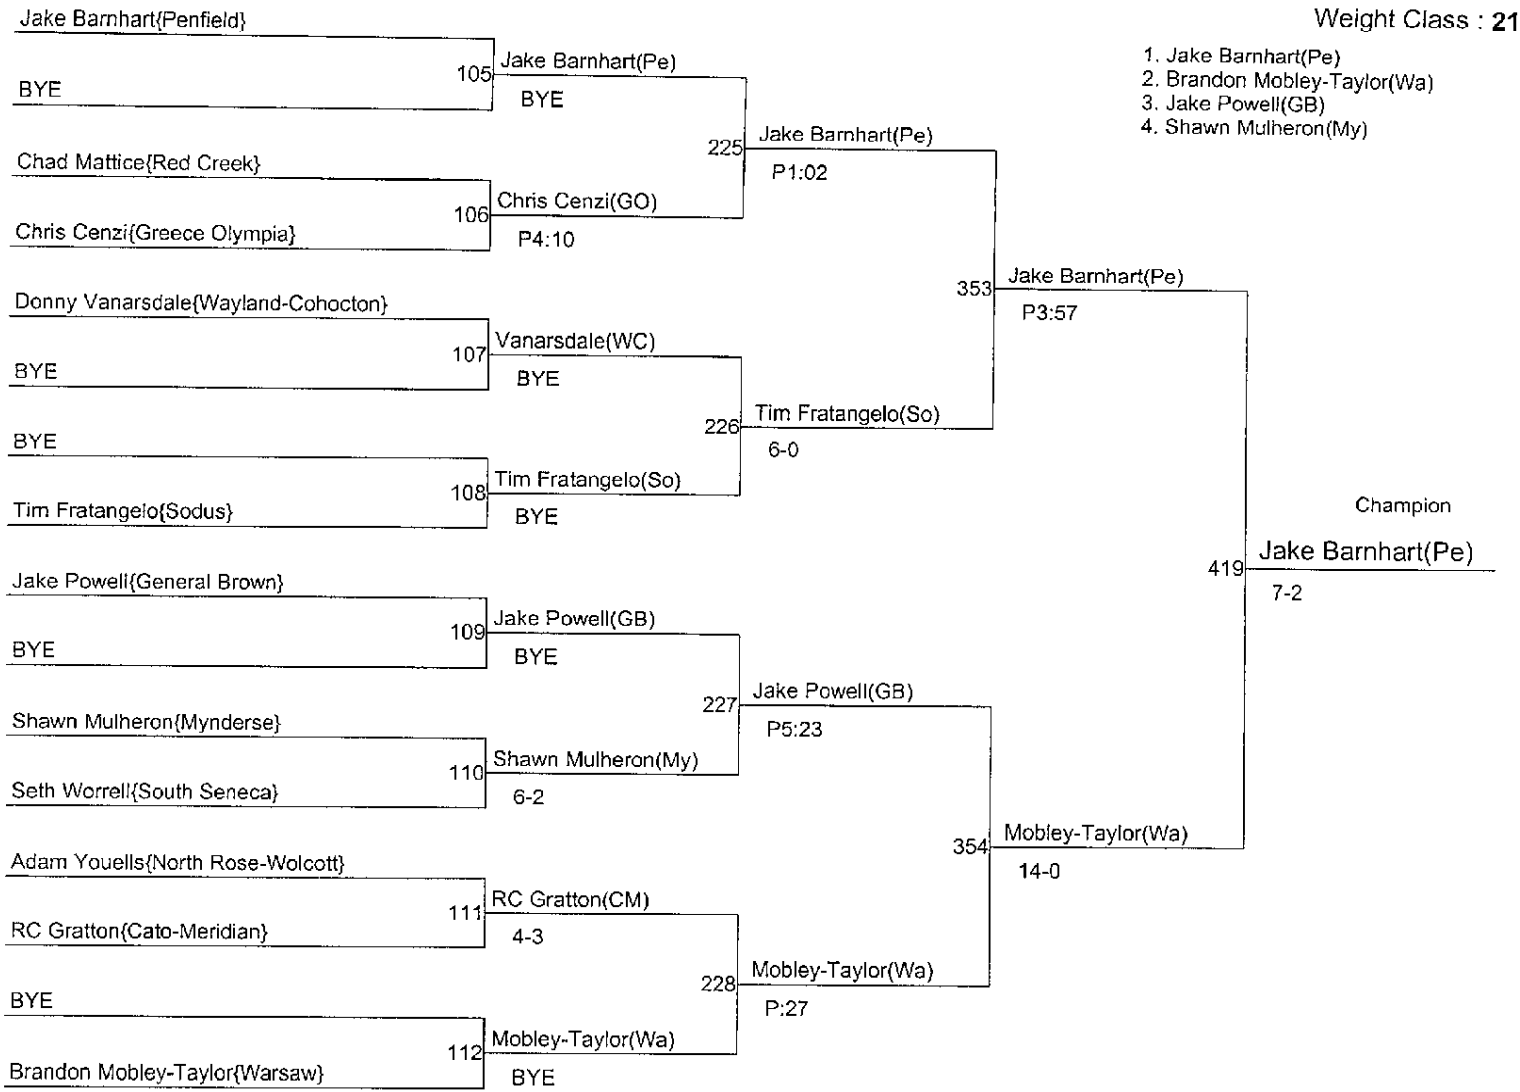 Weight Class : 21
1. Jake Barnhart(Pe)
2. Brandon Mobley-Taylor(Wa)
3. Jake Powell(GB)
4. Shawn Mulheron(My)
Jake Barnhart{Penfield}
BYE
Chad Mattice{Red Creek}
Chris Cenzi{Greece Olympia}
Donny Vanarsdale{Wayland-Cohocton}
BYE
BYE
Tim Fratangelo{Sodus}
Jake Powell{General Brown}
BYE
Shawn Mulheron{Mynderse}
Seth Worrell{South Seneca}
Adam Youells{North Rose-Wolcott}
RC Gratton{Cato-Meridian}
BYE
Brandon Mobley-Taylor{Warsaw}
105 Jake Barnhart(Pe)
BYE
106 Chris Cenzi(GO)
P4:10
107 Vanarsdale(WC)
BYE
108 Tim Fratangelo(So)
BYE
109 Jake Powell(GB)
BYE
110 Shawn Mulheron(My)
6-2
111 RC Gratton(CM)
4-3
112 Mobley-Taylor(Wa)
BYE
225 Jake Barnhart(Pe)
P1:02
226 Tim Fratangelo(So)
6-0
227 Jake Powell(GB)
P5:23
228 Mobley-Taylor(Wa)
P:27
353 Jake Barnhart(Pe)
P3:57
354 Mobley-Taylor(Wa)
14-0
Champion
419 Jake Barnhart(Pe)
7-2